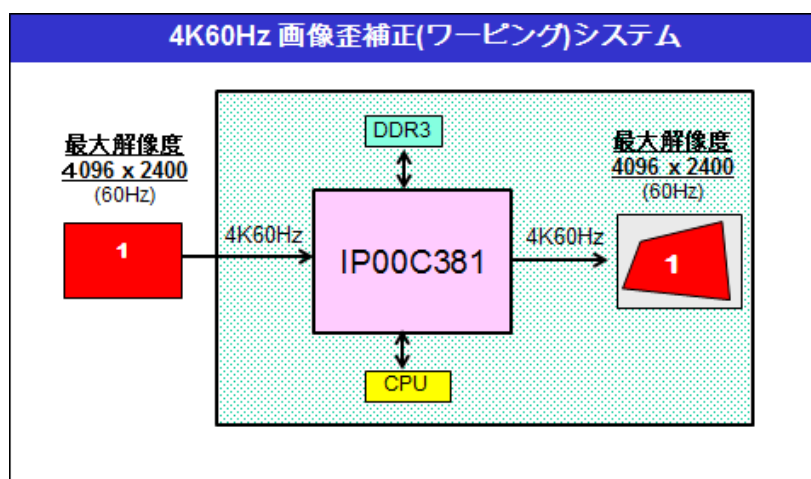 4K60Hz 画像歪補正(ワーピング)システム
最大解像度
４096 x 2400
(60Hz)
1
4K60Hz
DDR3
IP00C381
CPU
4K60Hz
最大解像度
4096 x 2400
(60Hz)
1